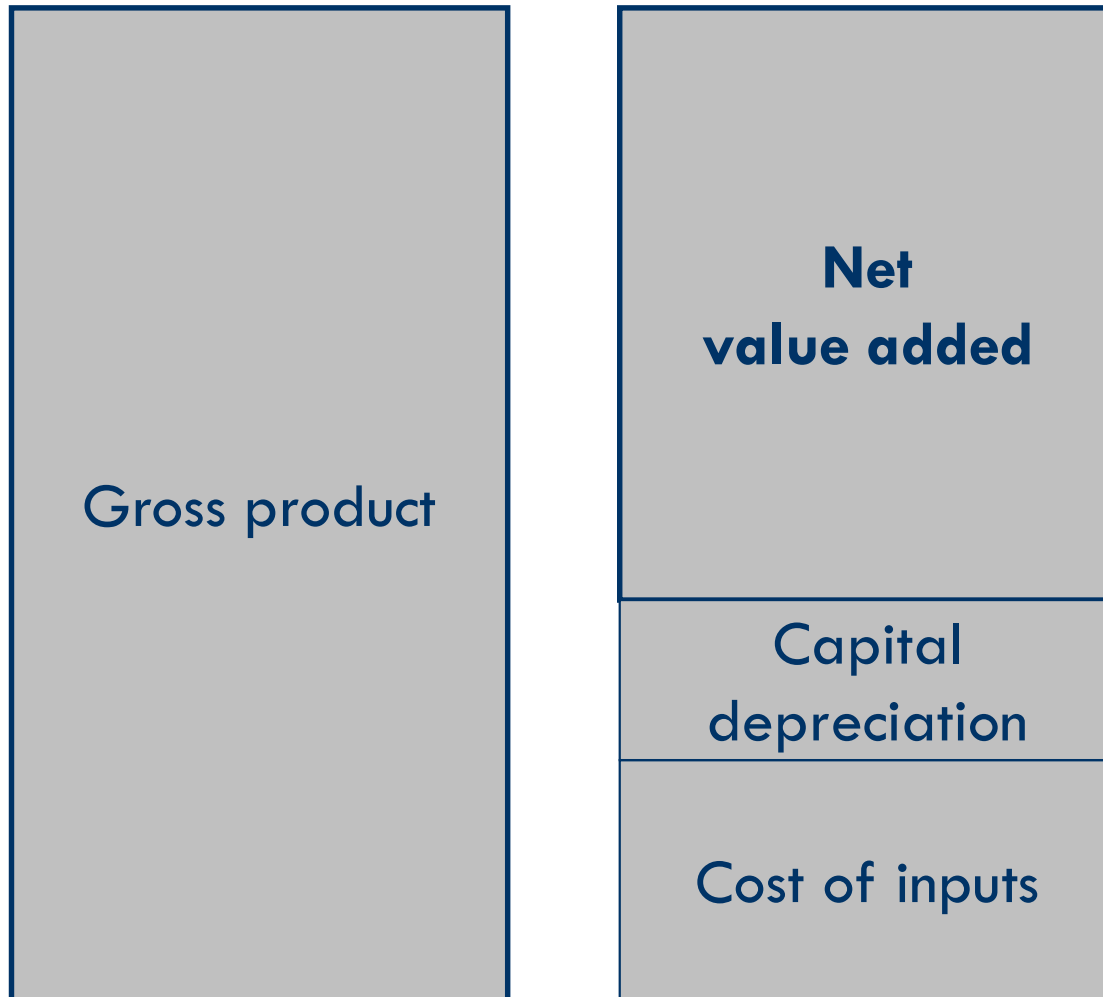 Gross product
Net
value added
Capital
depreciation
Cost of inputs